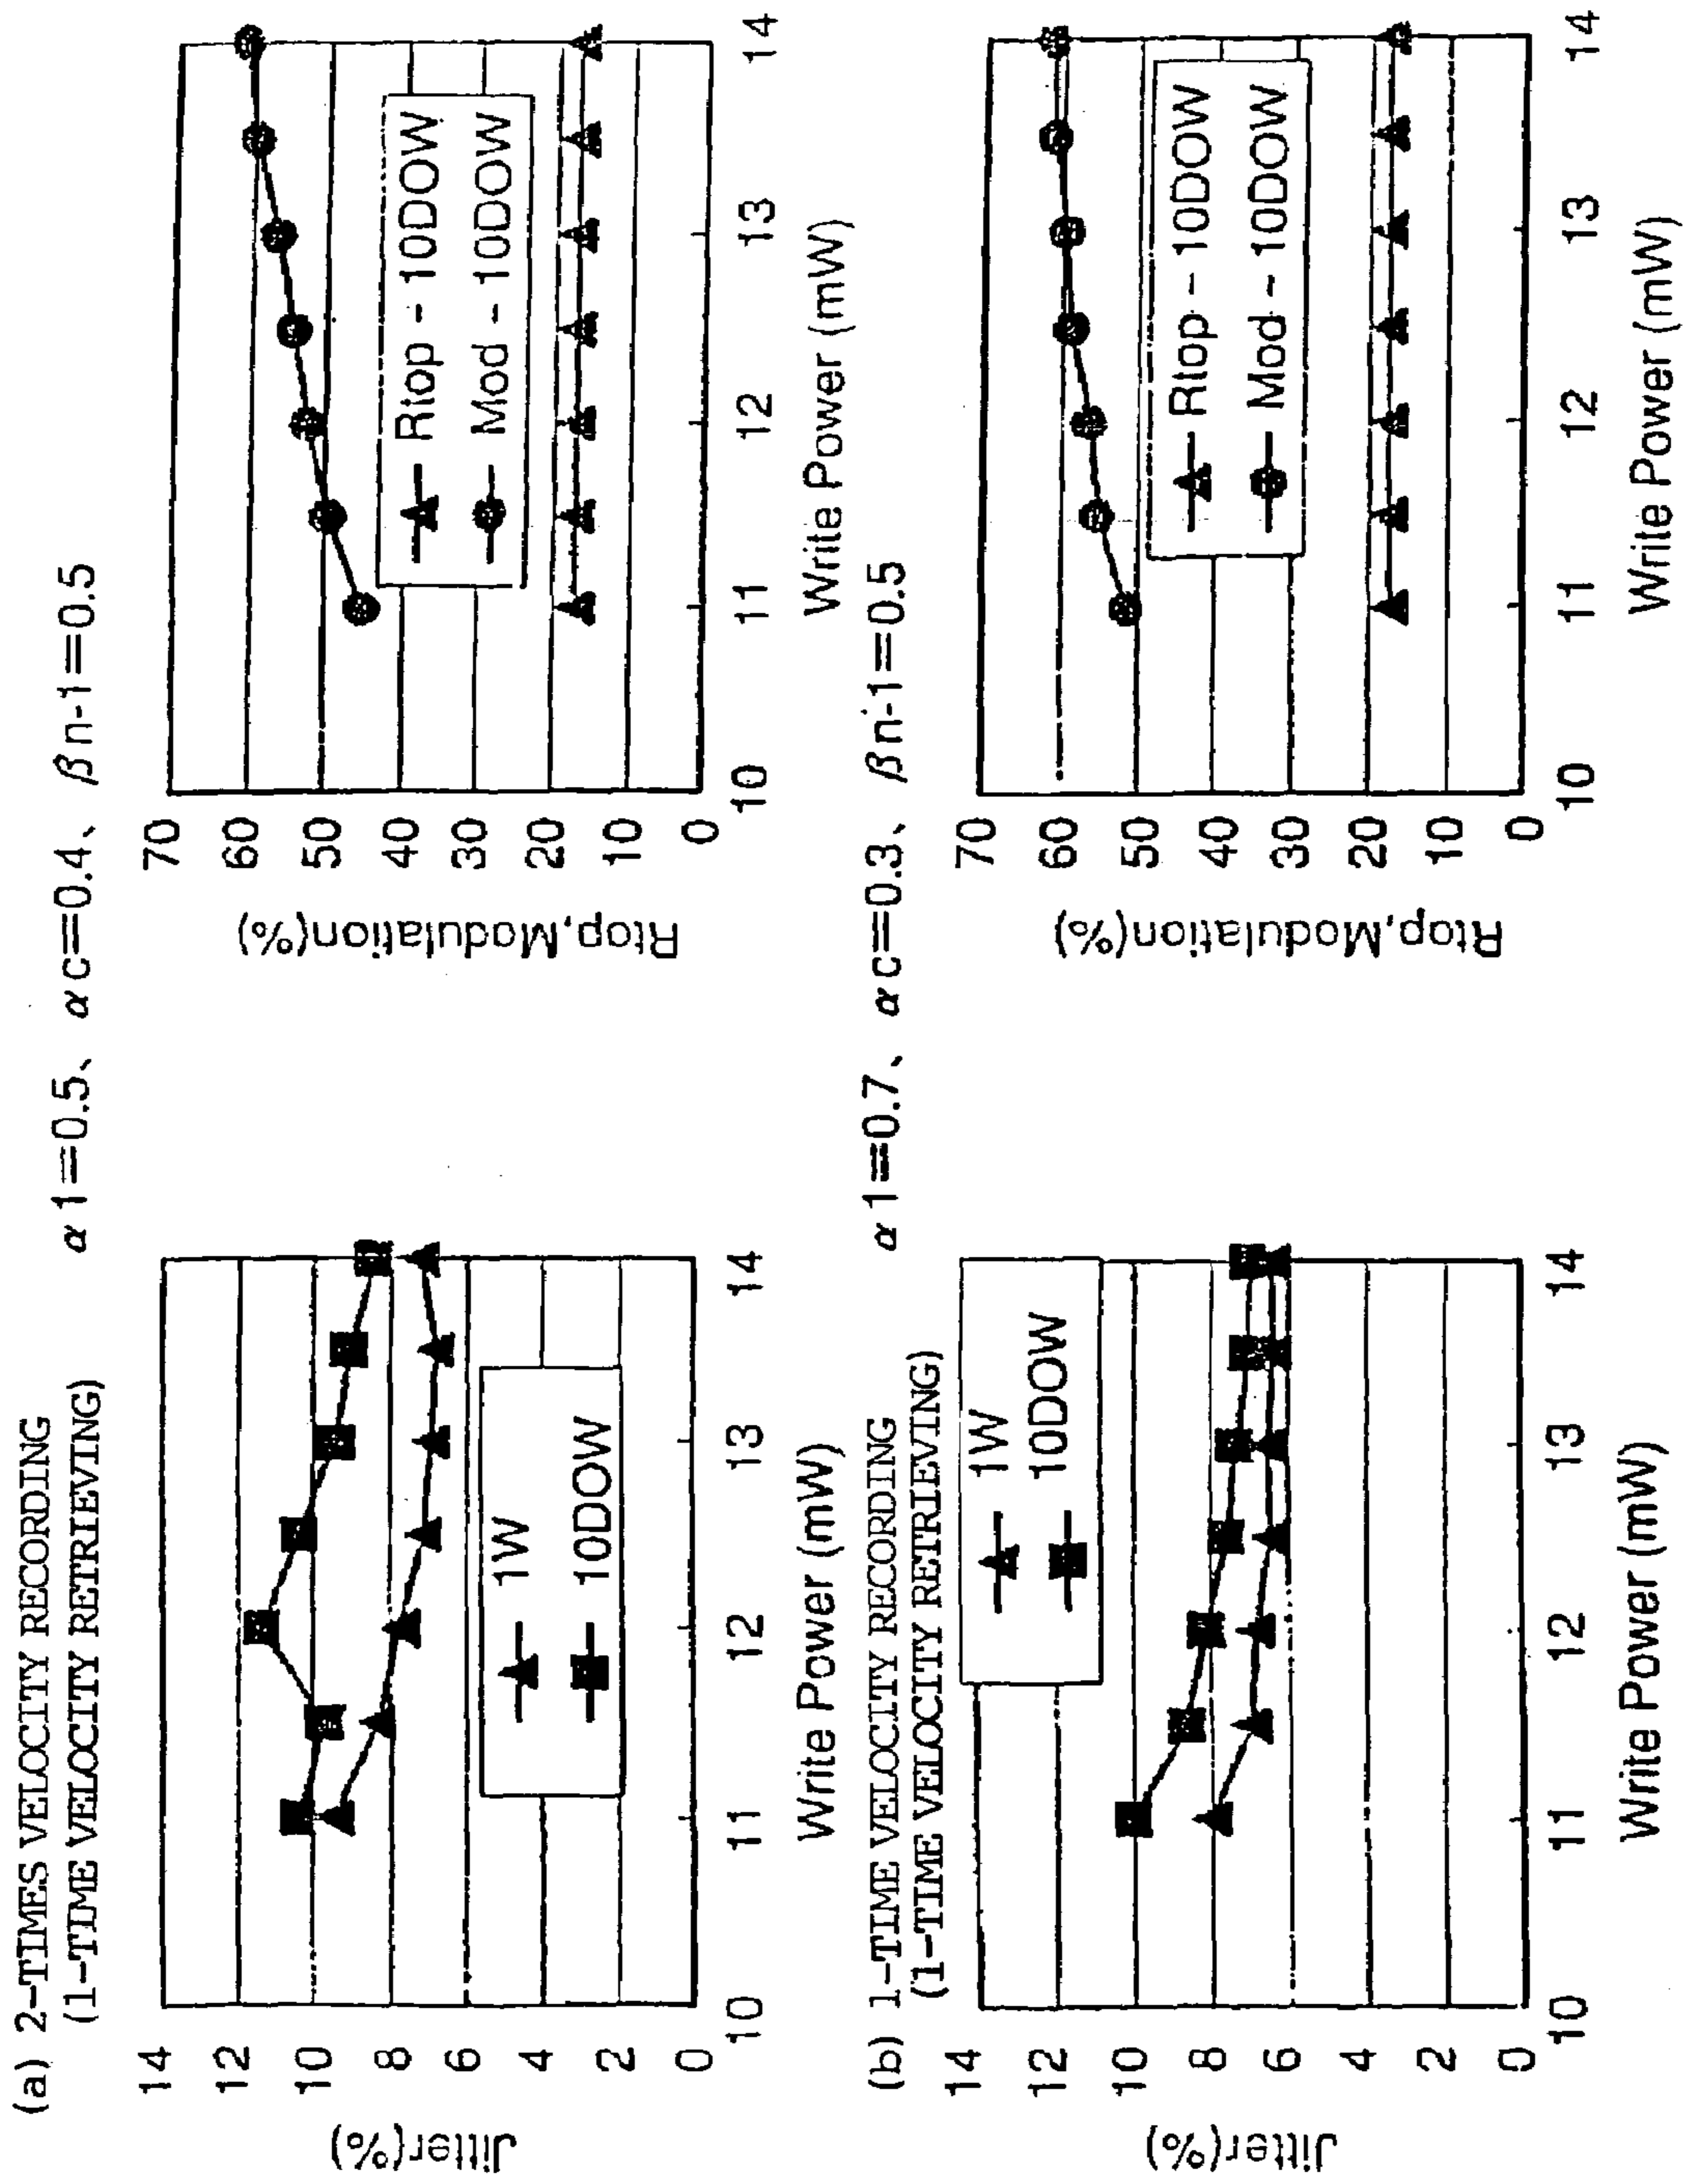 (a) 2-TIMES VELOCITY RECORDING
(1-TIME VELOCITY RETRIEVING)
α1=0.5、αc=0.4、βn-1=0.5
Jitter(%)
14
12
10
8
6
4
2
0
10
11
12
13
14
Write Power (mW)
1W
10DOW
Rtop,Modulation(%)
70
60
50
40
30
20
10
0
10
11
12
13
14
Write Power (mW)
Rtop - 10DOW
Mod - 10DOW
(b) 1-TIME VELOCITY RECORDING
(1-TIME VELOCITY RETRIEVING)
α1=0.7、αc=0.3、βn-1=0.5
Jitter(%)
14
12
10
8
6
4
2
0
10
11
12
13
14
Write Power (mW)
1W
10DOW
Rtop,Modulation(%)
70
60
50
40
30
20
10
0
10
11
12
13
14
Write Power (mW)
Rtop - 10DOW
Mod - 10DOW